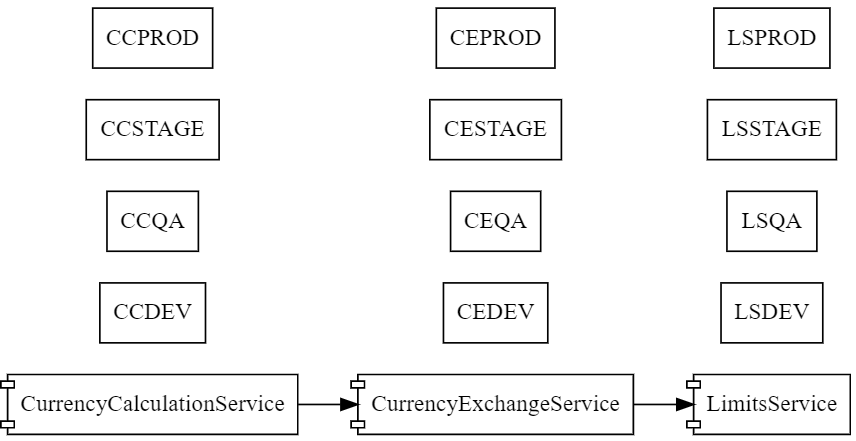 CCPROD
CEPROD
LSPROD
CCSTAGE
CESTAGE
LSSTAGE
CCQA
CEQA
LSQA
CCDEV
CEDEV
LSDEV
CurrencyCalculationService
CurrencyExchangeService
LimitsService